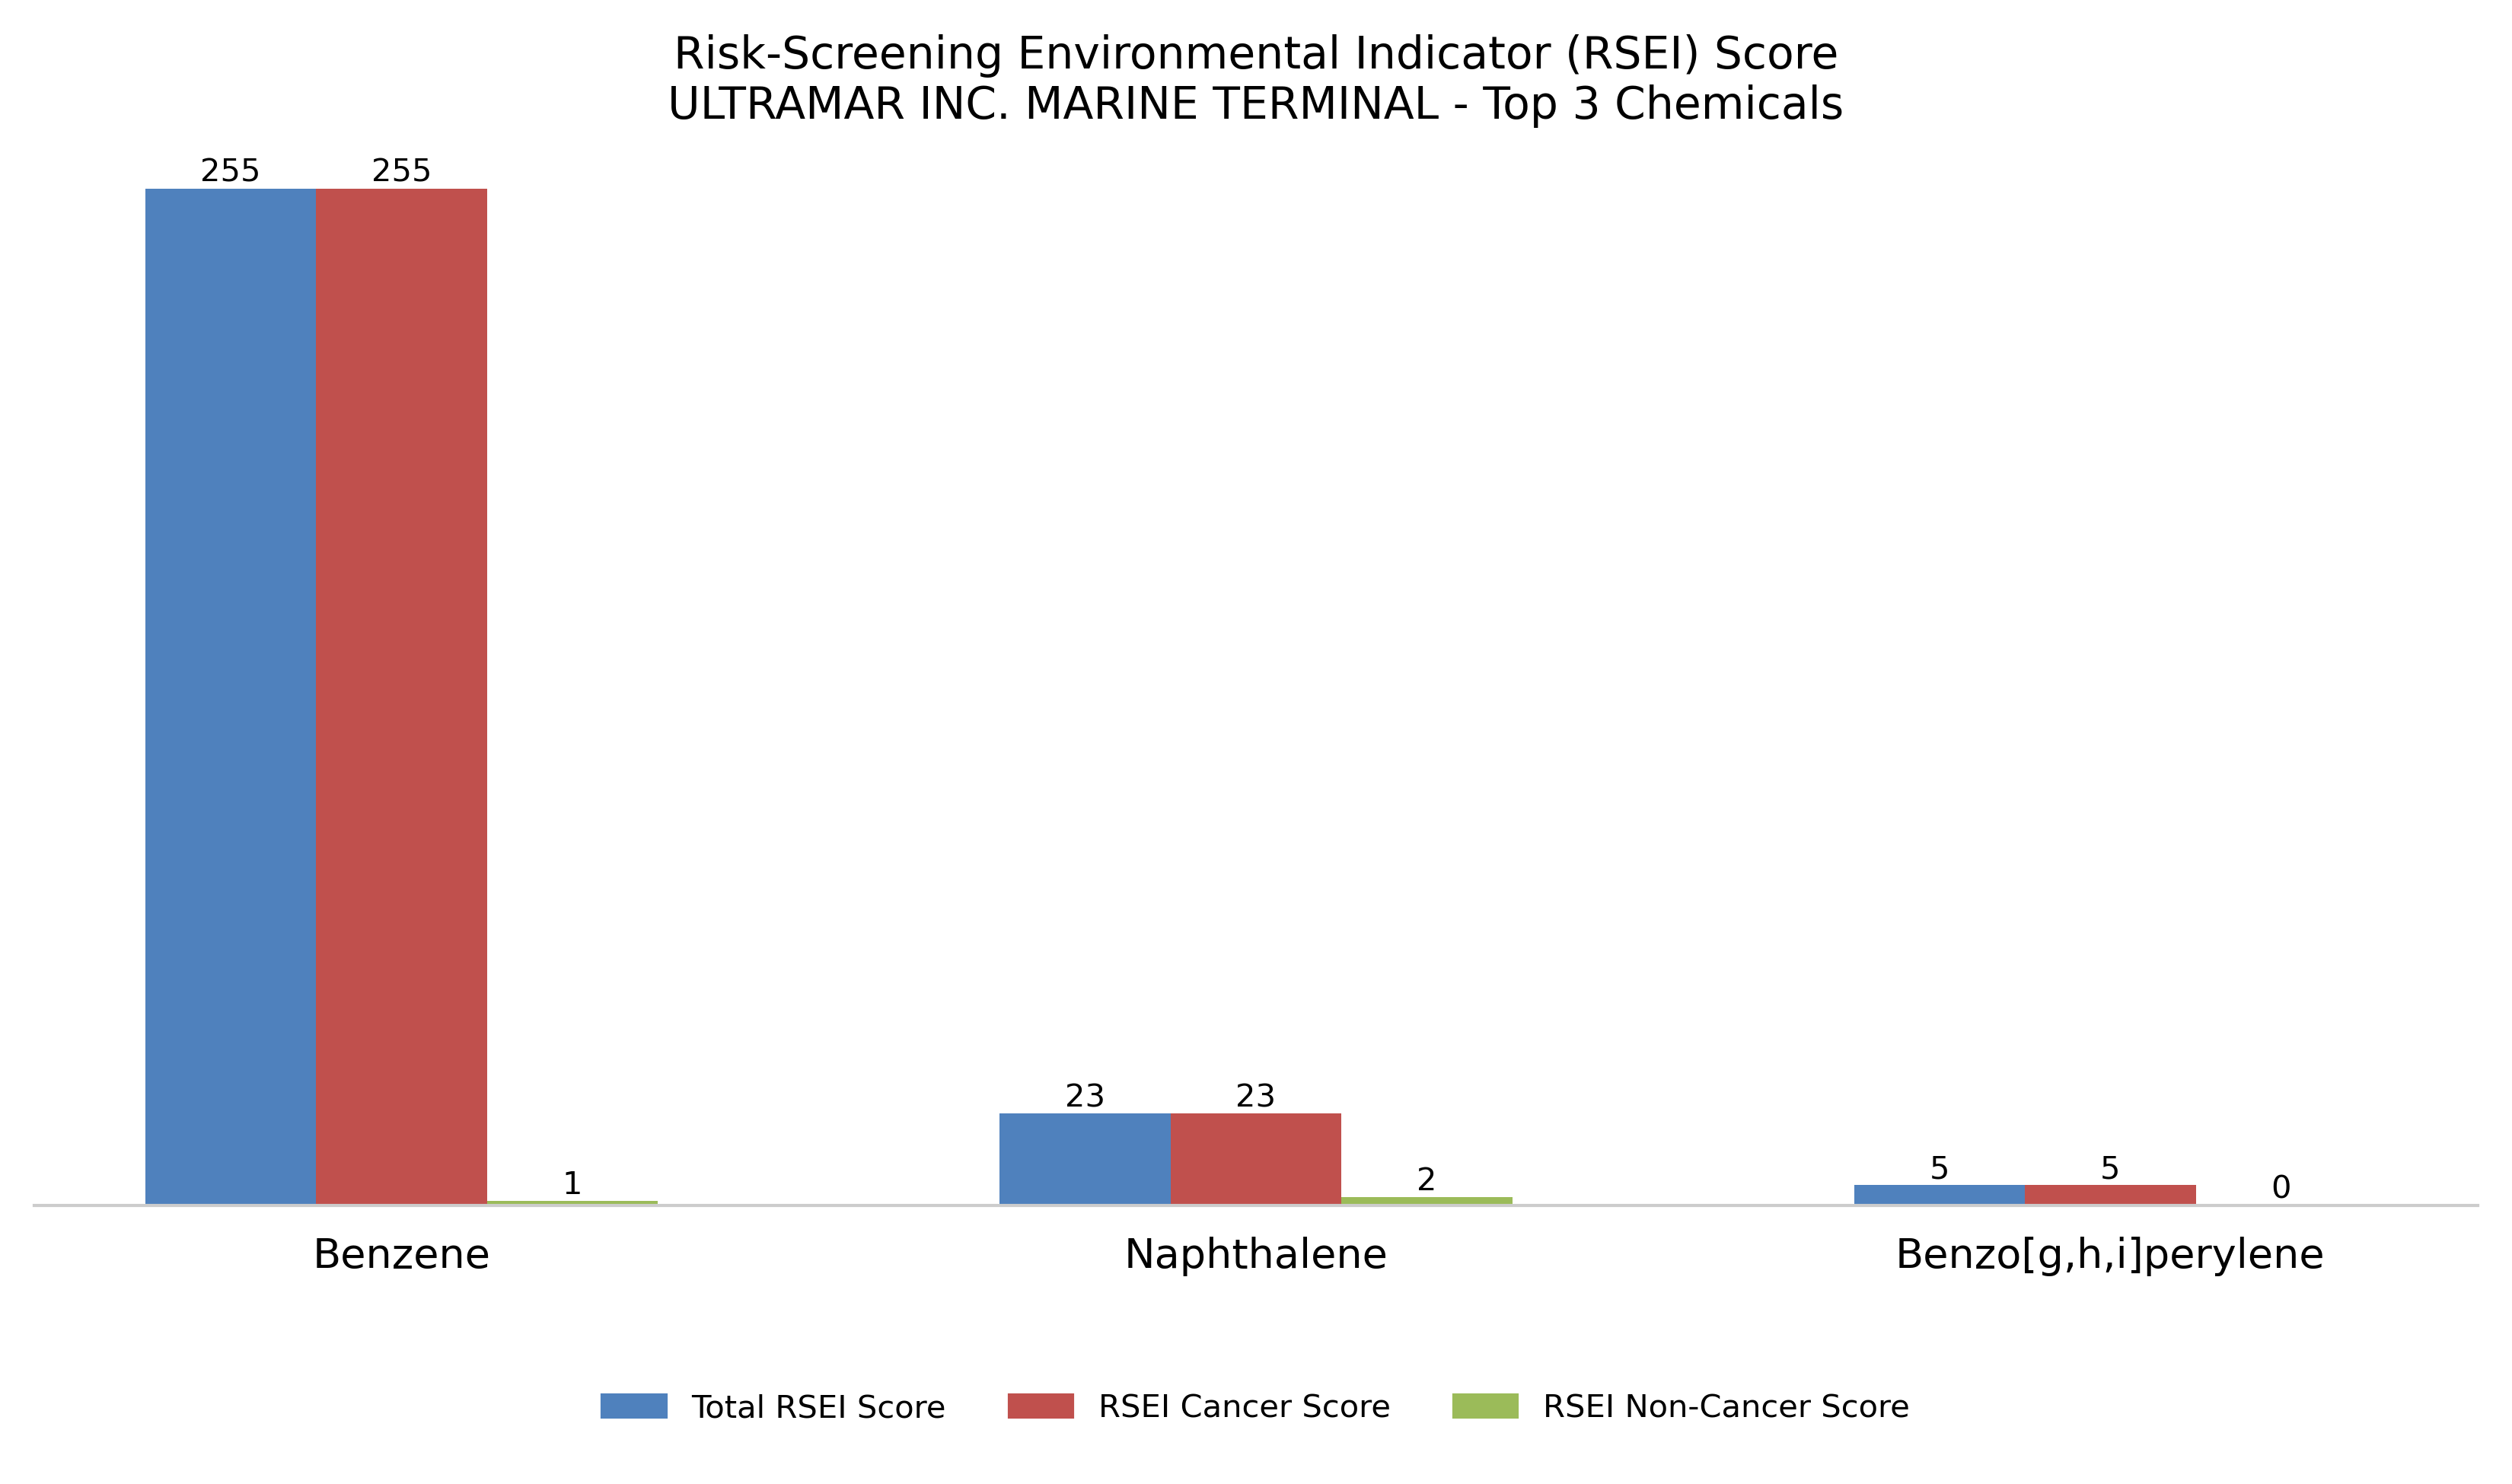 Risk-Screening Environmental Indicator (RSEI) Score
ULTRAMAR INC. MARINE TERMINAL - Top 3 Chemicals
255
255
1
23
23
2
5
5
0
Benzene
Naphthalene
Benzo[g,h,i]perylene
Total RSEI Score
RSEI Cancer Score
RSEI Non-Cancer Score